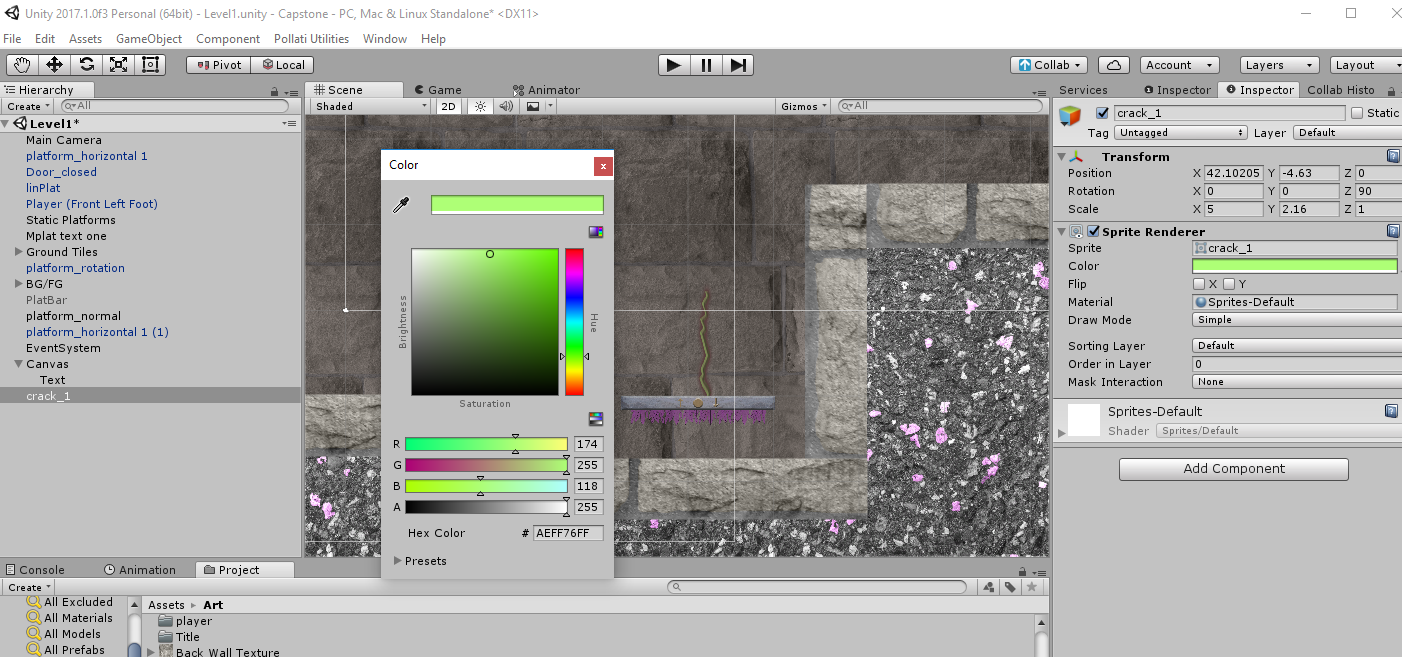 Unity 2017.1.0f3 Personal (64bit) - Level1.unity - Capstone - PC, Mac & Linux Standalone* <DX11>
File Edit Assets GameObject Component Pollati Utilities Window Help
Pivot Local Collab Account Layers Layout
Hierarchy Scene Game Animator Services Inspector Inspector Collab Histo
Create All Shaded 2D Gizmos All
Level1*
Main Camera
platform_horizontal 1
Door_closed
linPlat
Player (Front Left Foot)
Static Platforms
Mplat text one
Ground Tiles
platform_rotation
BG/FG
PlatBar
platform_normal
platform_horizontal 1 (1)
EventSystem
Canvas
Text
crack_1
Color
Brightness
Hue
Saturation
R 174
G 255
B 118
A 255
Hex Color # AEFF76FF
Presets
crack_1 Static
Tag Untagged Layer Default
Transform
Position X 42.10205 Y -4.63 Z 0
Rotation X 0 Y 0 Z 90
Scale X 5 Y 2.16 Z 1
Sprite Renderer
Sprite crack_1
Color
Flip X Y
Material Sprites-Default
Draw Mode Simple
Sorting Layer Default
Order in Layer 0
Mask Interaction None
Sprites-Default
Shader Sprites/Default
Add Component
Console Animation Project
Create
All Excluded
All Materials
All Models
All Prefabs
Assets Art
player
Title
Back Wall Texture